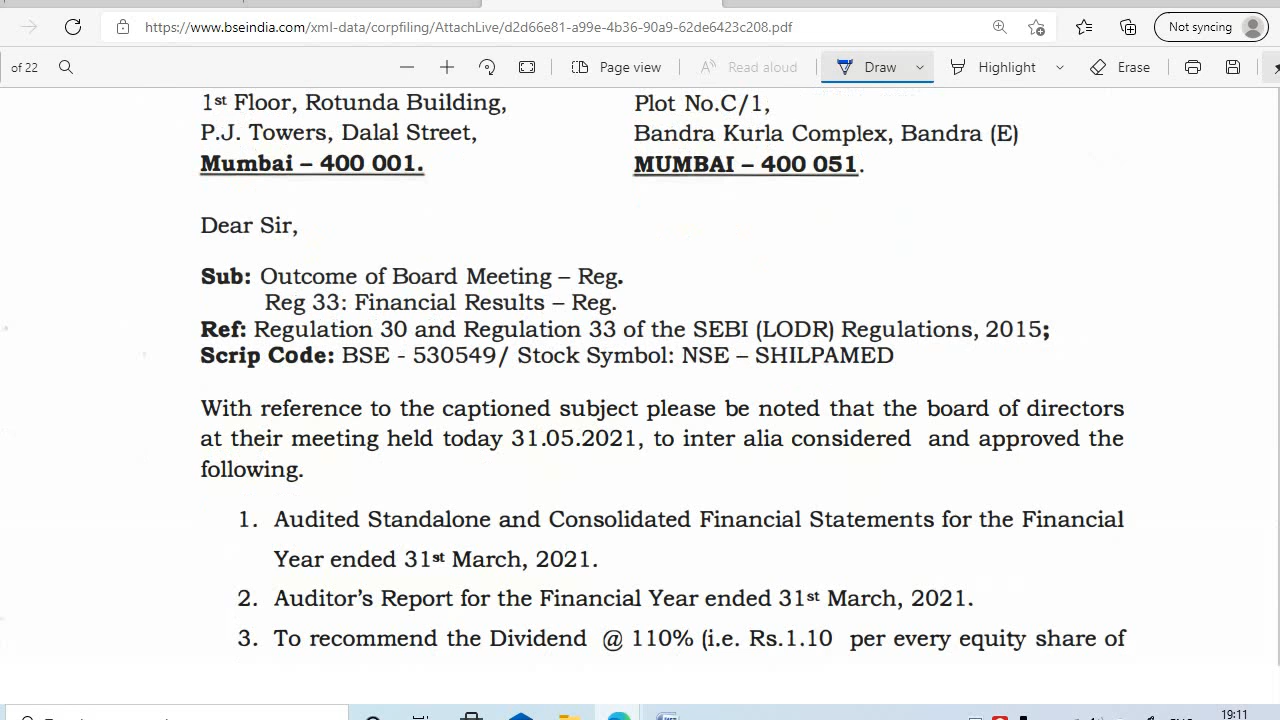 https://www.bseindia.com/xml-data/corpfiling/AttachLive/d2d66e81-a99e-4b36-90a9-62de6423c208.pdf
Not syncing
of 22
Page view
Read aloud
Draw
Highlight
Erase
1st Floor, Rotunda Building,
P.J. Towers, Dalal Street,
Mumbai – 400 001.
Plot No.C/1,
Bandra Kurla Complex, Bandra (E)
MUMBAI – 400 051.
Dear Sir,
Sub: Outcome of Board Meeting – Reg.
Reg 33: Financial Results – Reg.
Ref: Regulation 30 and Regulation 33 of the SEBI (LODR) Regulations, 2015;
Scrip Code: BSE - 530549/ Stock Symbol: NSE – SHILPAMED
With reference to the captioned subject please be noted that the board of directors
at their meeting held today 31.05.2021, to inter alia considered and approved the
following.
1. Audited Standalone and Consolidated Financial Statements for the Financial
Year ended 31st March, 2021.
2. Auditor's Report for the Financial Year ended 31st March, 2021.
3. To recommend the Dividend @ 110% (i.e. Rs.1.10 per every equity share of
19:11